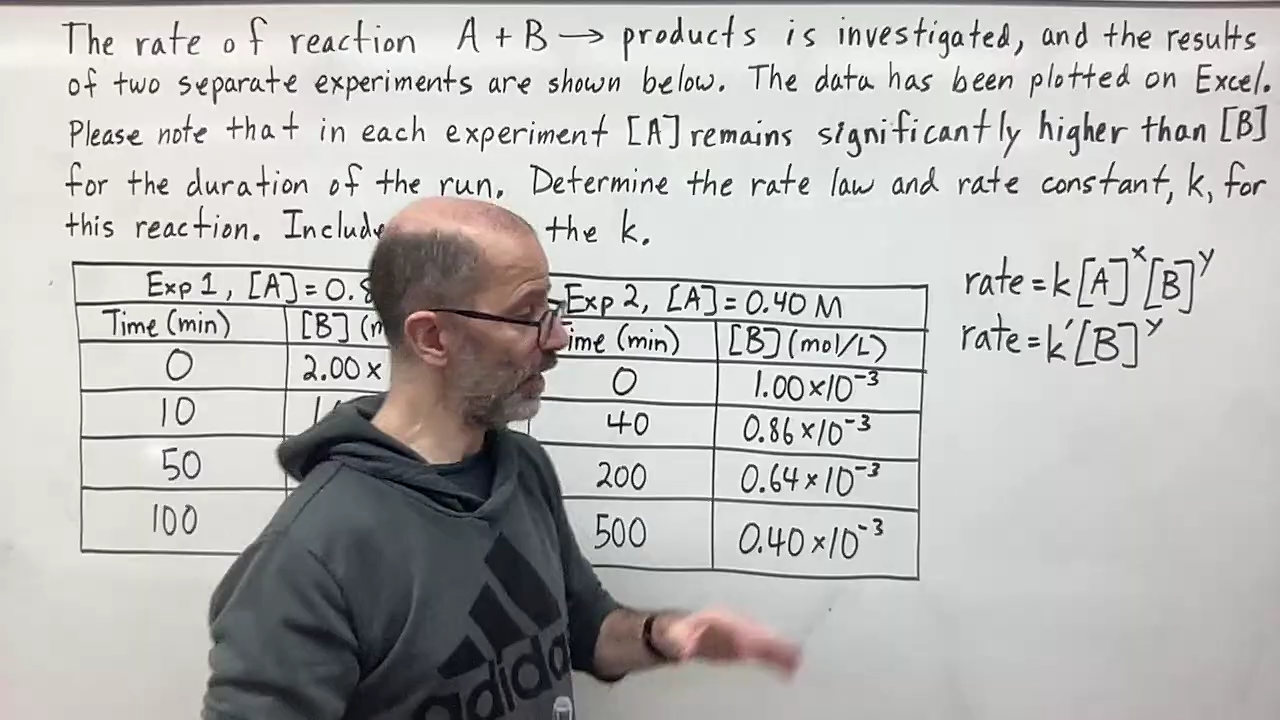 The rate of reaction A + B → products is investigated, and the results
of two separate experiments are shown below. The data has been plotted on Excel.
Please note that in each experiment [A] remains significantly higher than [B]
for the duration of the run. Determine the rate law and rate constant, k, for
this reaction. Include the k.
Exp 1, [A] = 0.
Time (min) [B]
0 2.00 ×
10
50
100
Exp 2, [A] = 0.40 M
ime (min) [B] (mol/L)
0 1.00 × 10⁻³
40 0.86 × 10⁻³
200 0.64 × 10⁻³
500 0.40 × 10⁻³
rate = k[A]ˣ[B]ʸ
rate = k'[B]ʸ
adidas